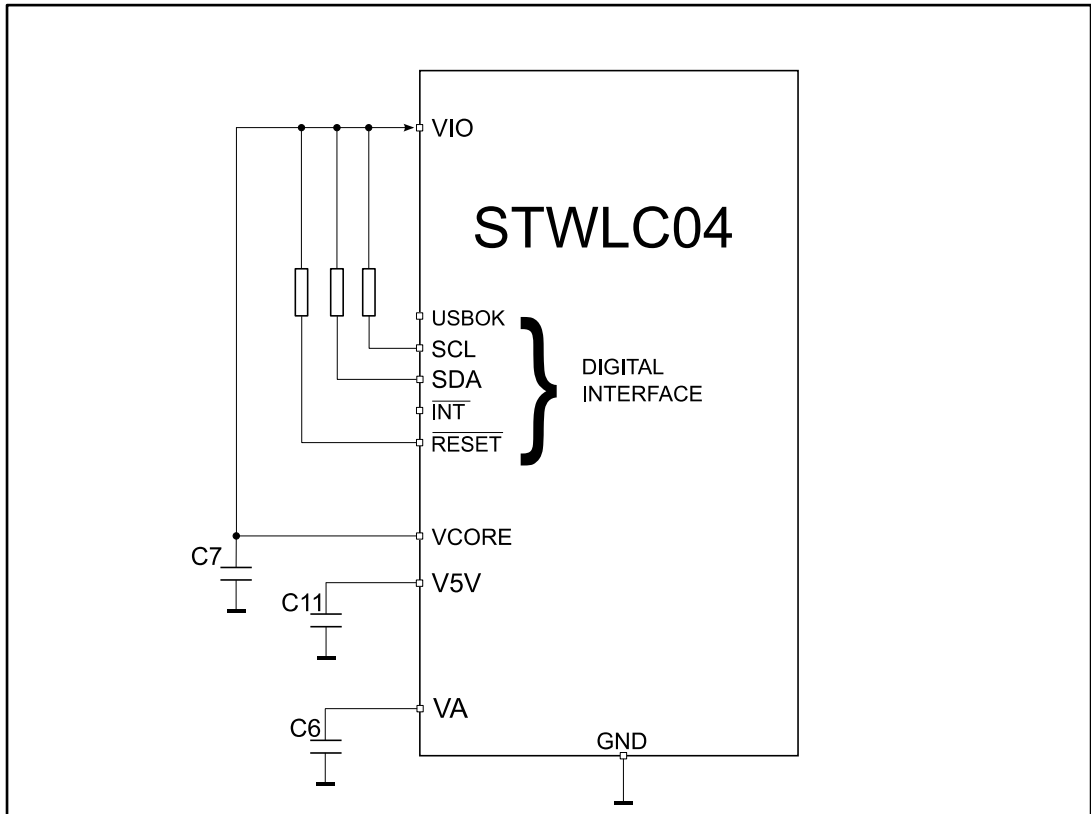 VIO
STWLC04
USBOK
SCL
SDA
INT
RESET
DIGITAL
INTERFACE
VCORE
C7
V5V
C11
VA
C6
GND